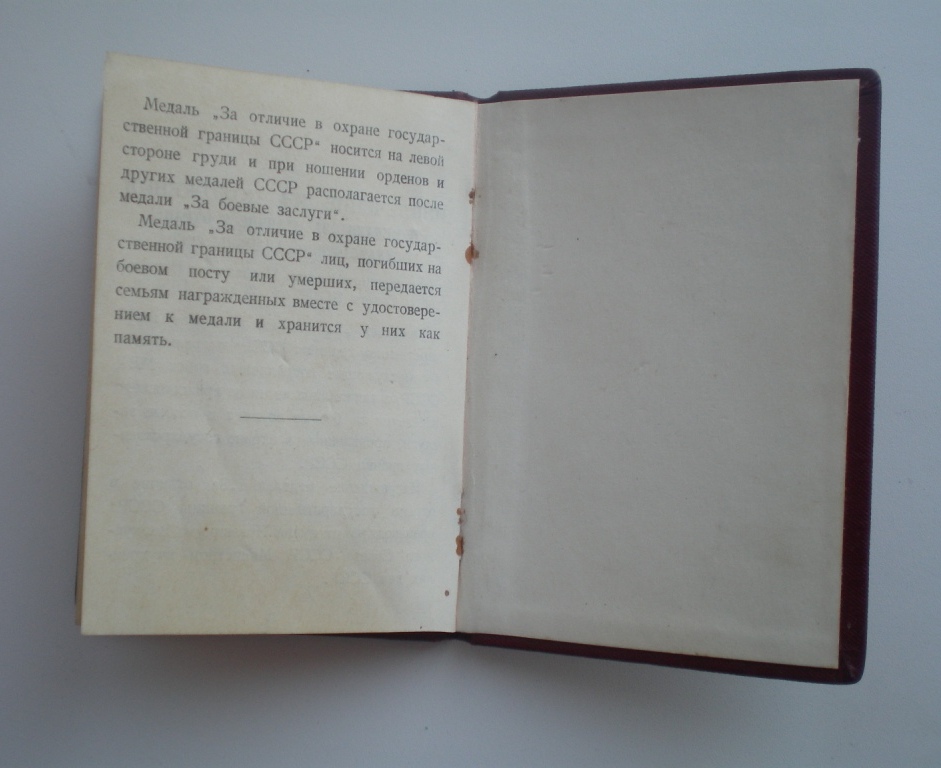 Медаль „За отличие в охране государ-
ственной границы СССР“ носится на левой
стороне груди и при ношении орденов и
других медалей СССР располагается после
медали „За боевые заслуги“.
Медаль „За отличие в охране государ-
ственной границы СССР“ лиц, погибших на
боевом посту или умерших, передается
семьям награжденных вместе с удостовере-
нием к медали и хранится у них как
память.